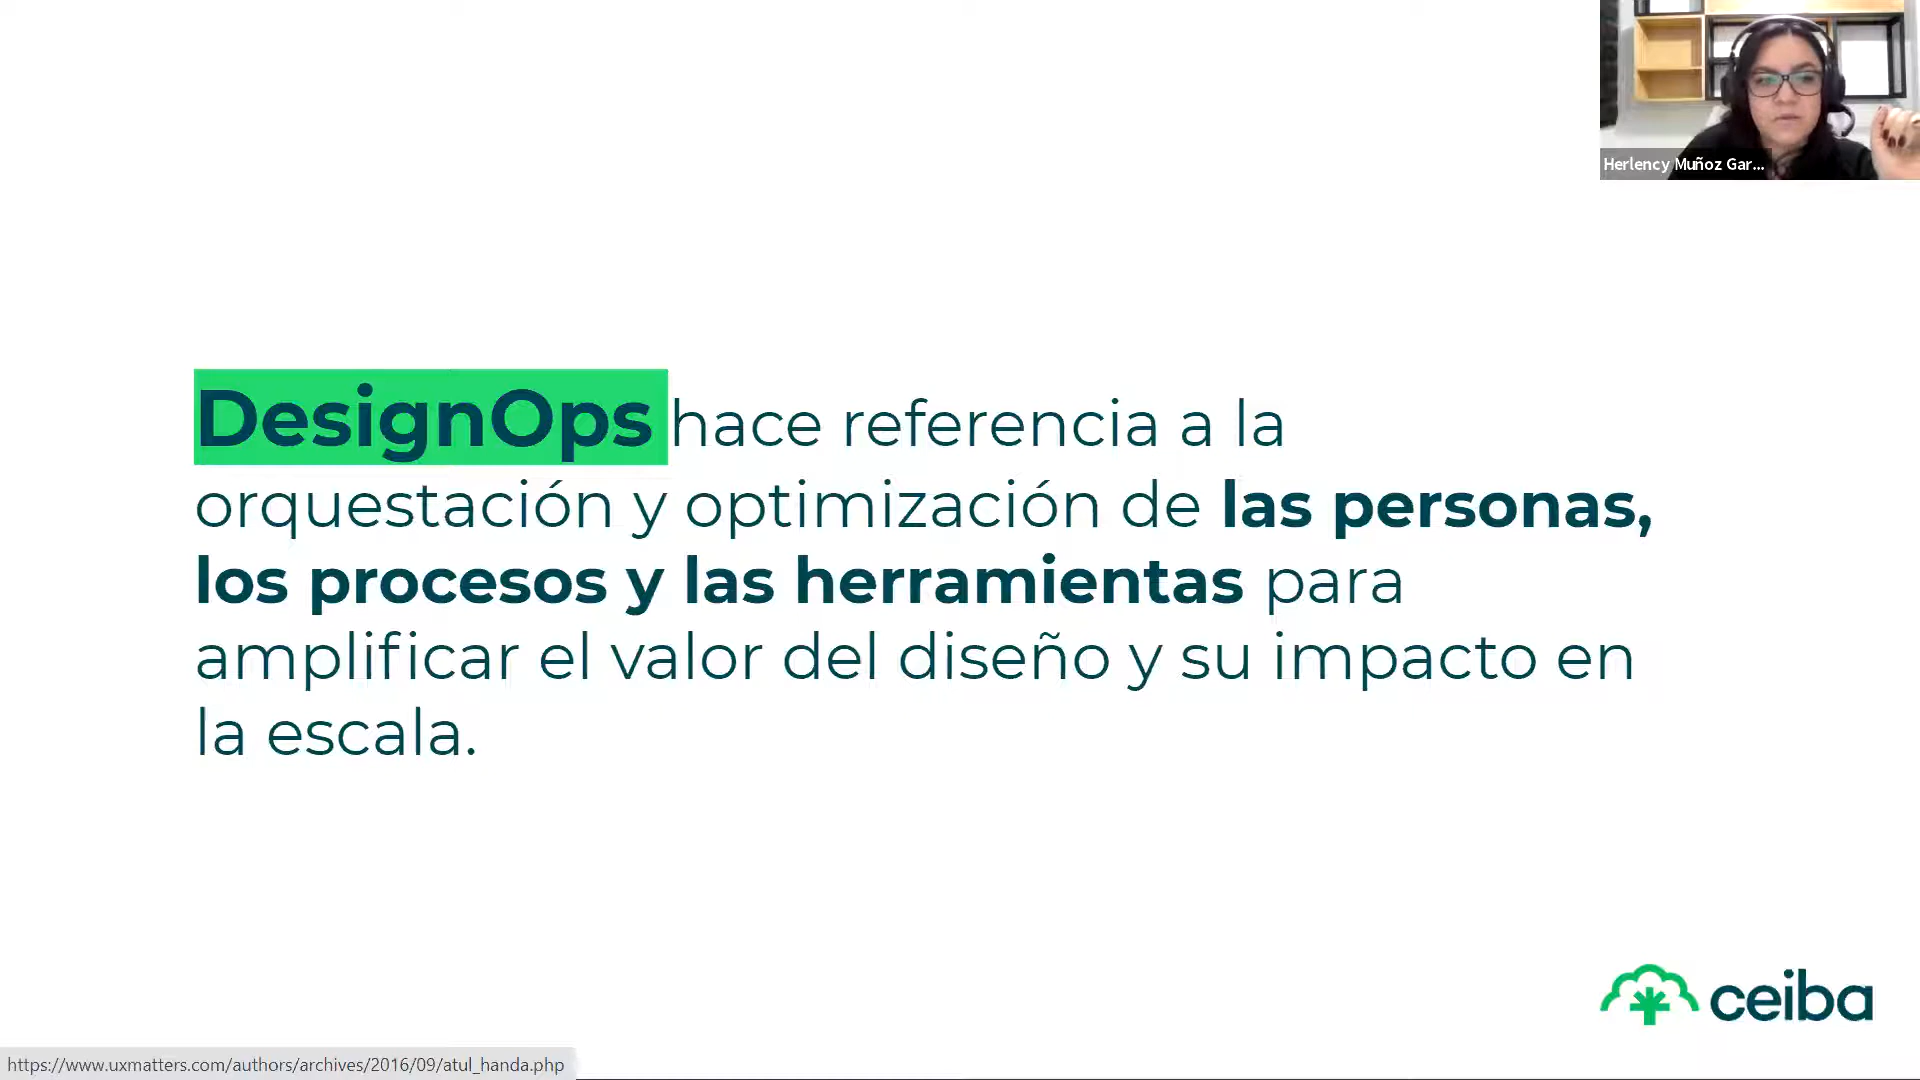 Herlency Muñoz Gar...
DesignOps hace referencia a la
orquestación y optimización de las personas,
los procesos y las herramientas para
amplificar el valor del diseño y su impacto en
la escala.
ceiba
https://www.uxmatters.com/authors/archives/2016/09/atul_handa.php